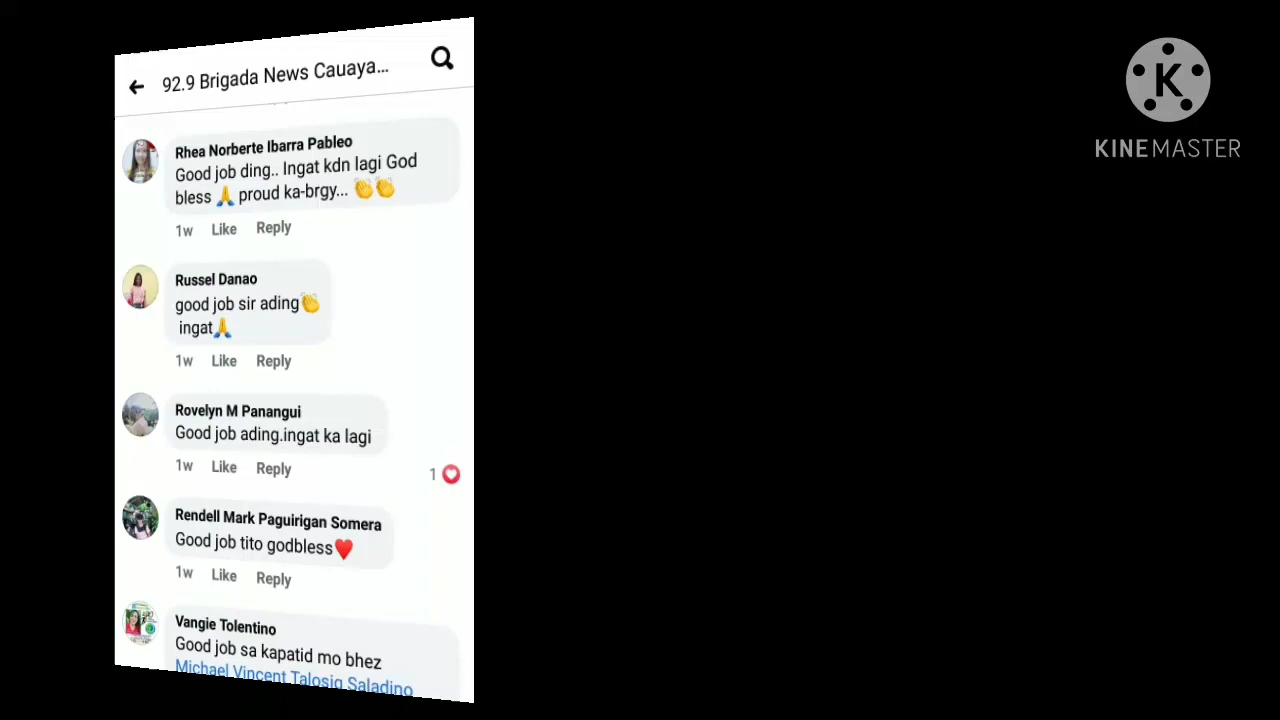 92.9 Brigada News Cauaya...
Rhea Norberte Ibarra Pableo
Good job ding.. Ingat kdn lagi God
bless 🙏 proud ka-brgy... 👏👏
1w Like Reply
Russel Danao
good job sir ading👏
ingat🙏
1w Like Reply
Rovelyn M Panangui
Good job ading.ingat ka lagi
1w Like Reply
1
Rendell Mark Paguirigan Somera
Good job tito godbless❤️
1w Like Reply
Vangie Tolentino
Good job sa kapatid mo bhez
Michael Vincent Talosig Saladino
K
KINEMASTER